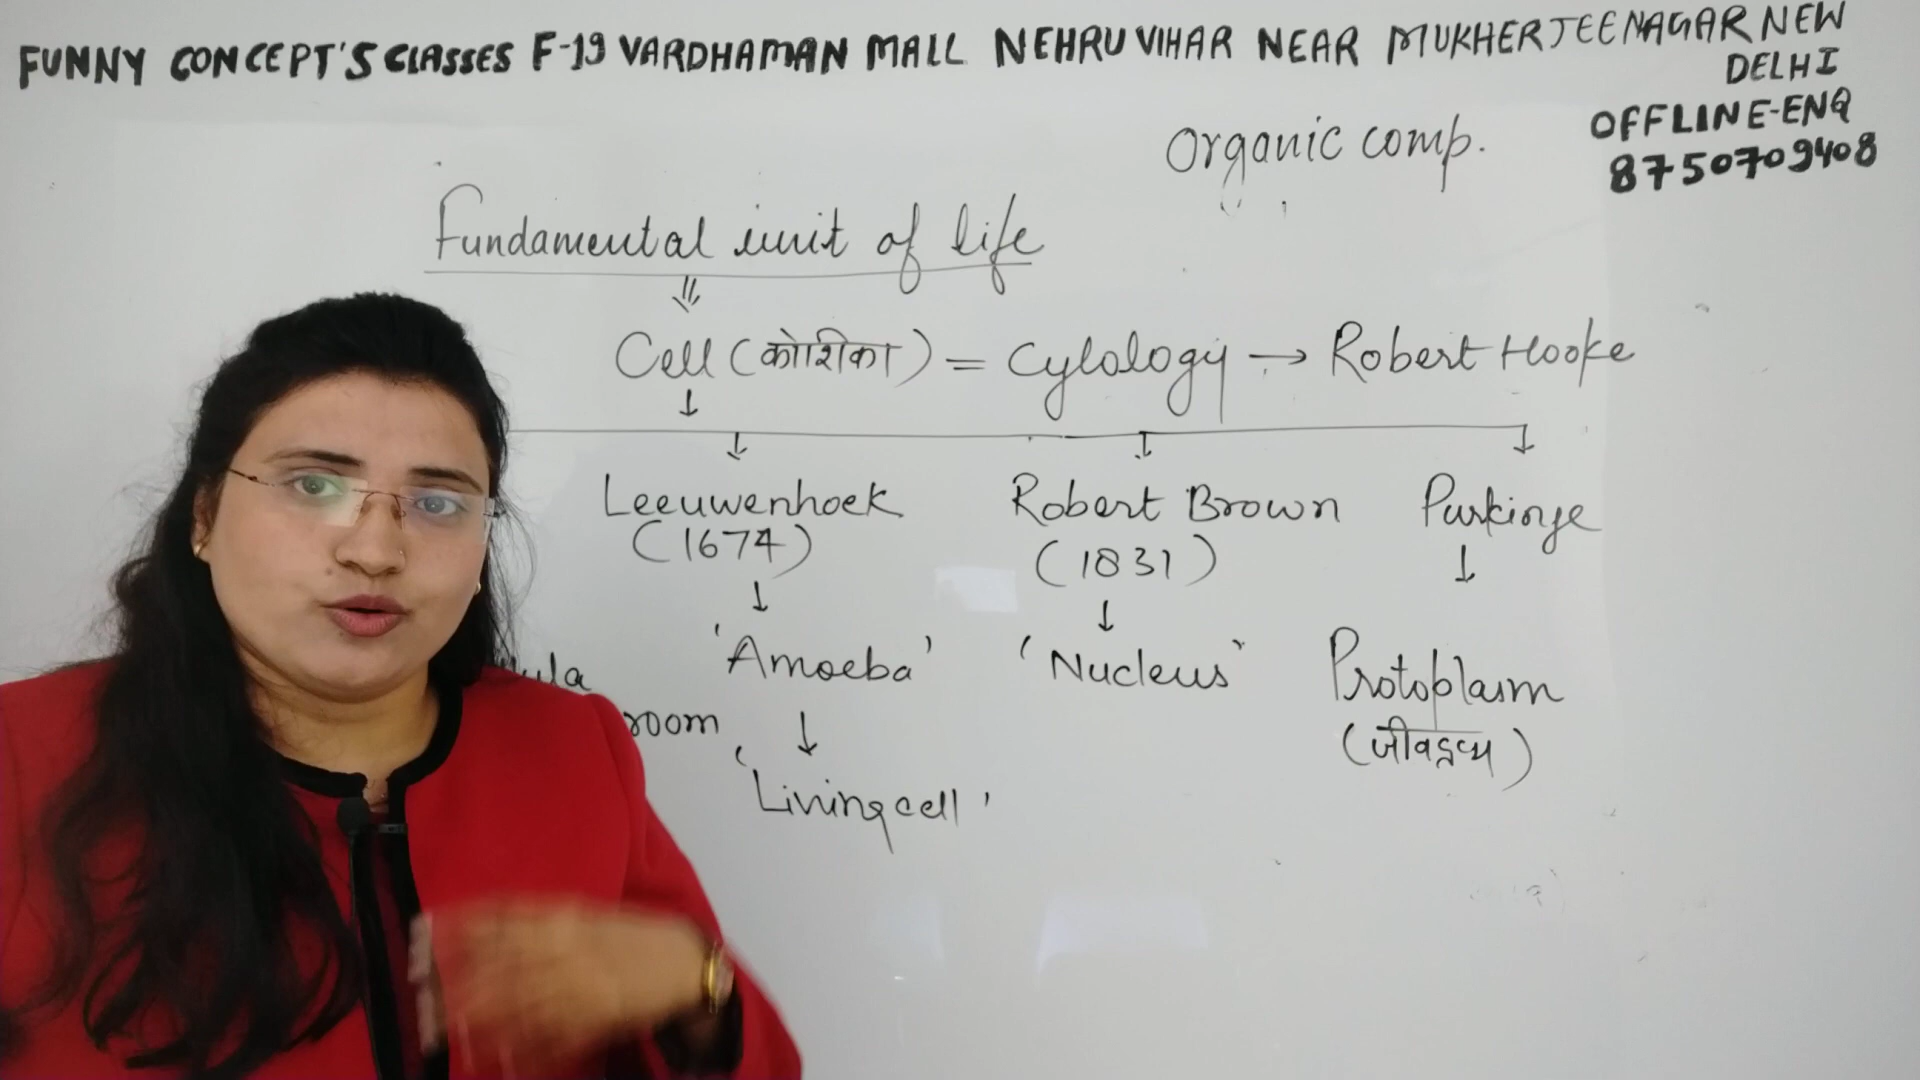 FUNNY CONCEPT'S CLASSES F-19 VARDHAMAN MALL NEHRU VIHAR NEAR MUKHERJEENAGAR NEW
DELHI
OFFLINE-ENQ
8750709408
Organic comp.
Fundamental unit of life
Cell (कोशिका) = Cylology → Robert Hooke
Leeuwenhoek
(1674)
Robert Brown
(1831)
Purkinje
'Amoeba'
'Nucleus'
Protoplasm
(जीवद्रव्य)
room
'Living cell'